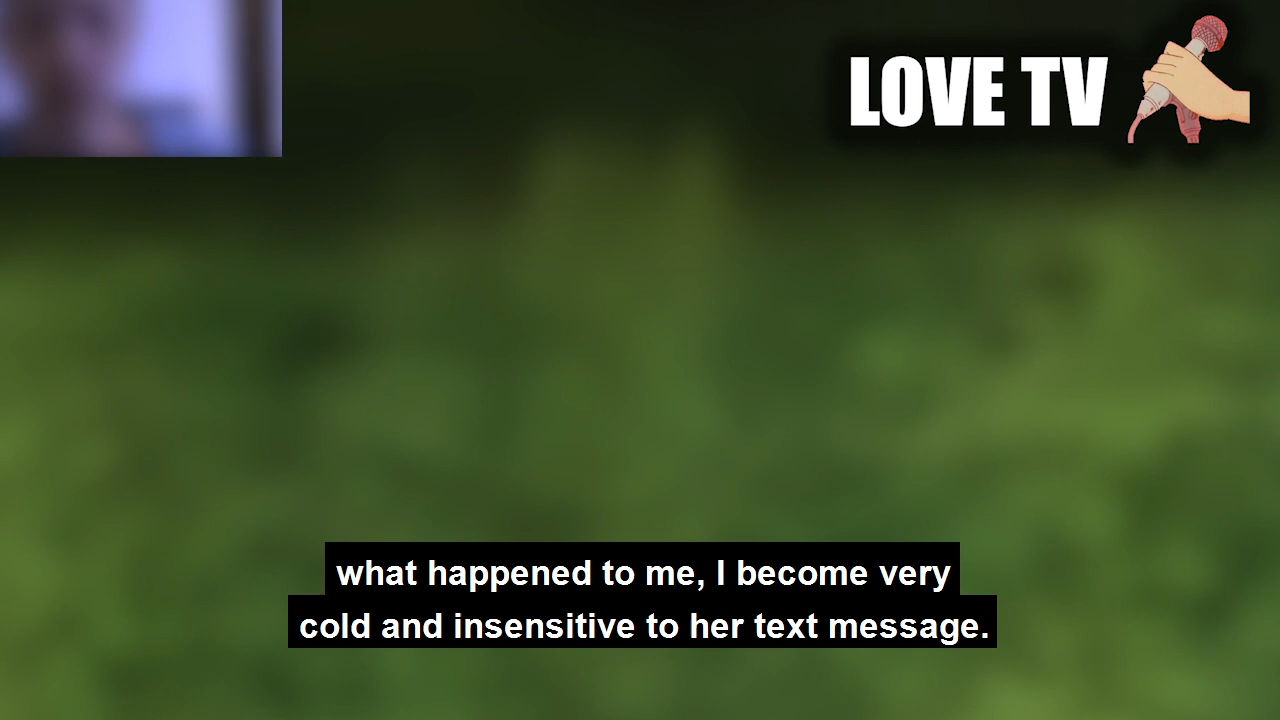 LOVE TV
what happened to me, I become very
cold and insensitive to her text message.